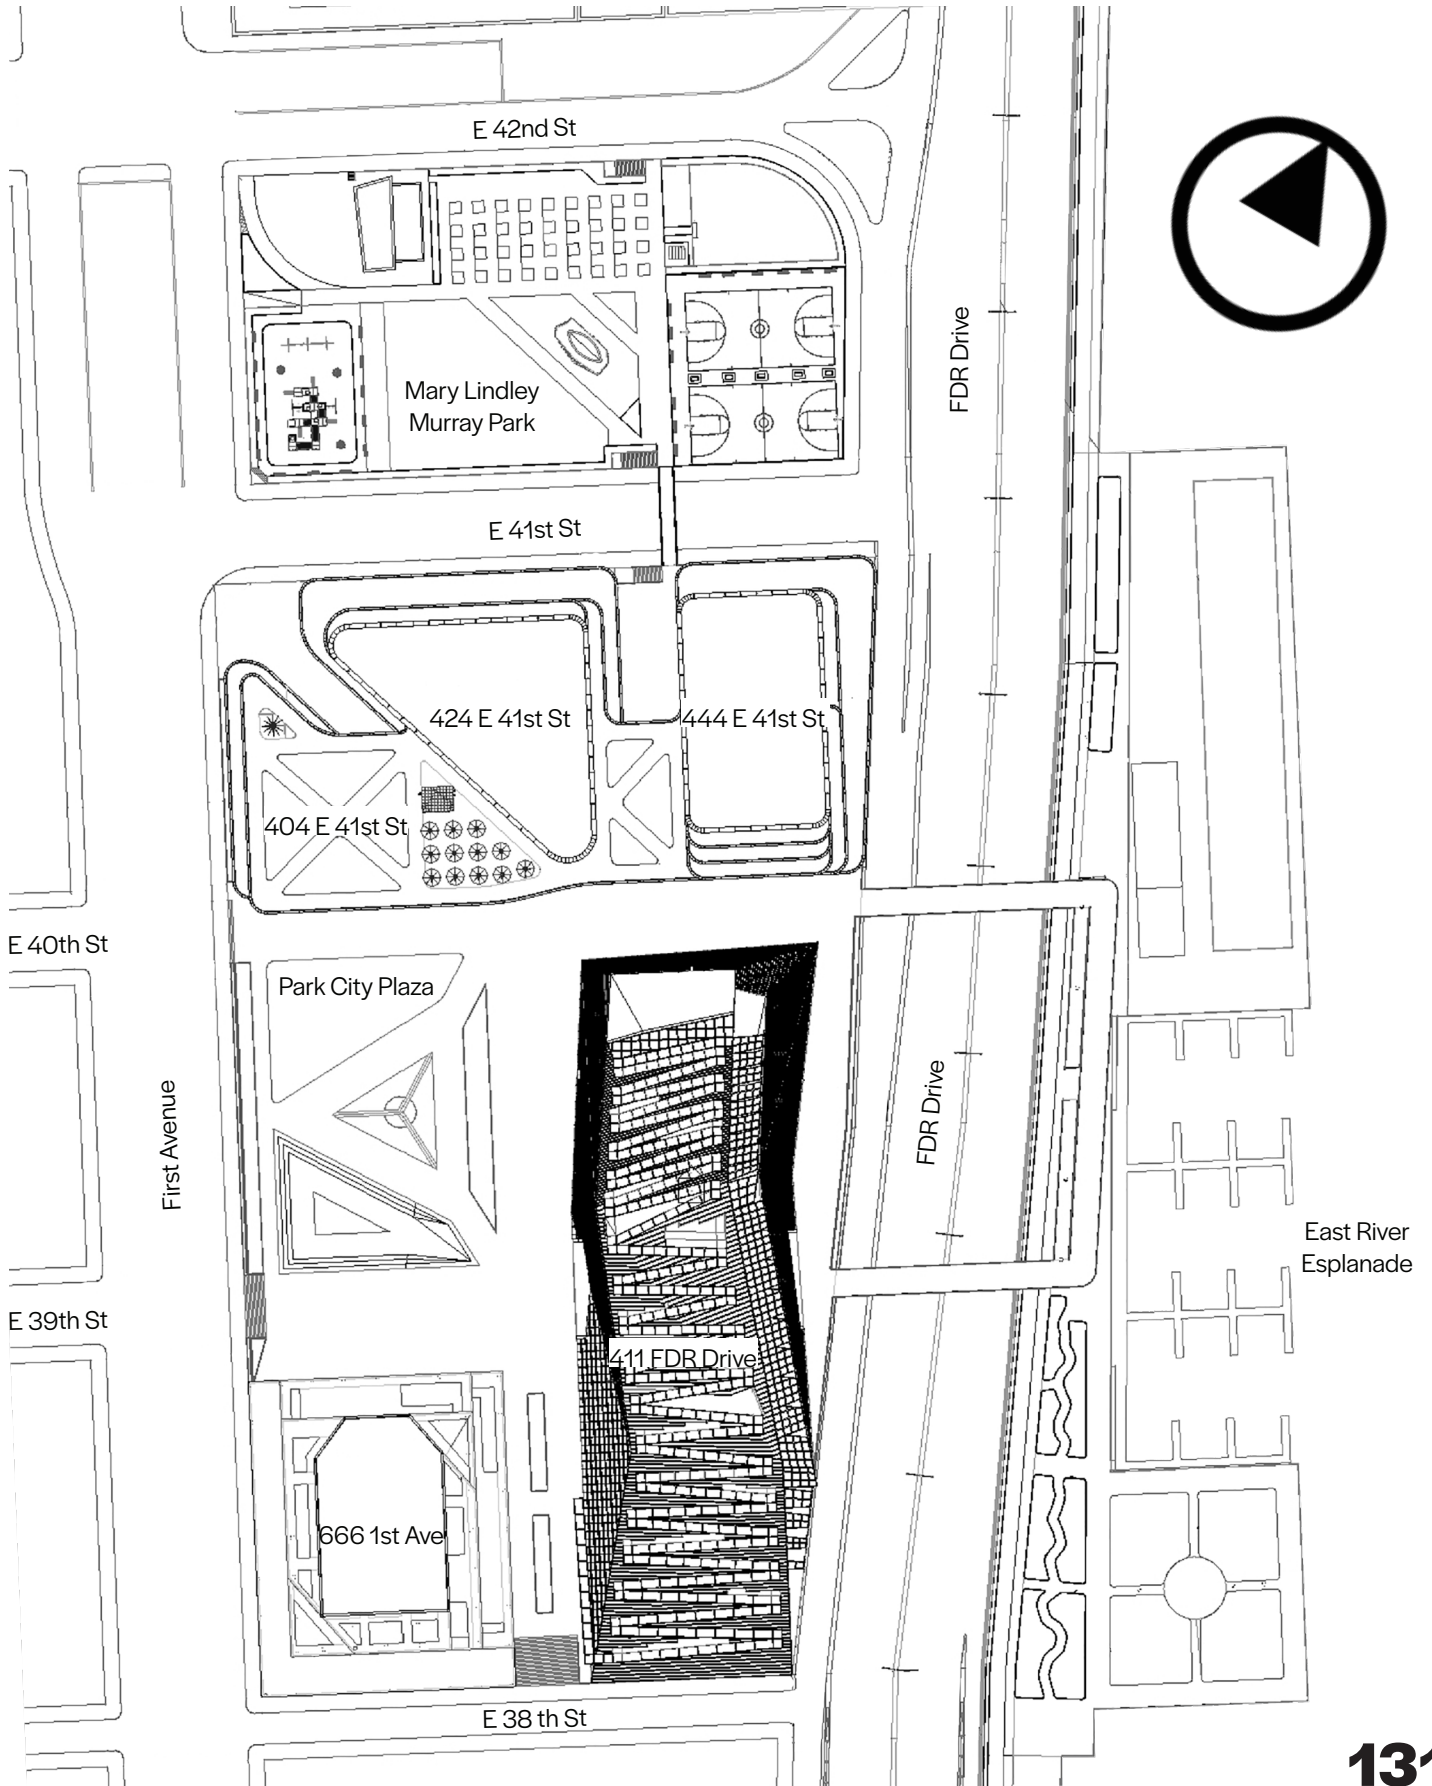 E 42nd St
FDR Drive
Mary Lindley
Murray Park
E 41st St
424 E 41st St
444 E 41st St
404 E 41st St
E 40th St
Park City Plaza
First Avenue
FDR Drive
East River
Esplanade
E 39th St
411 FDR Drive
666 1st Ave
E 38 th St
131